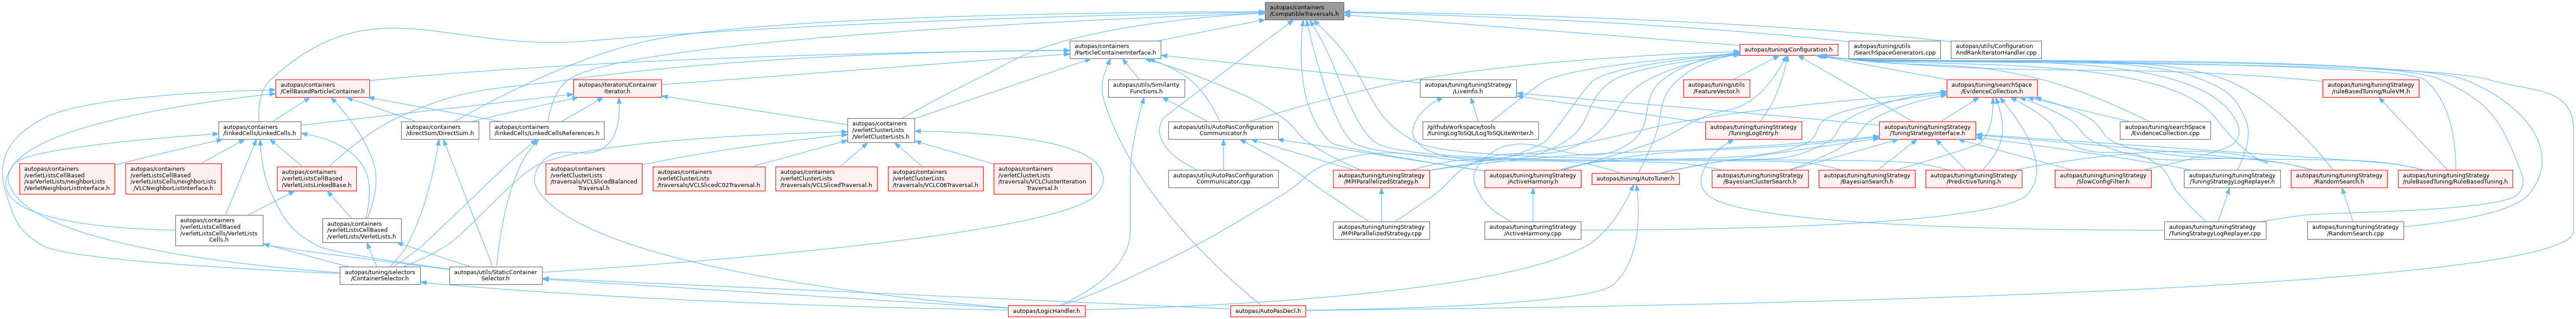 autopas/containers
/CompatibleTraversals.h
autopas/containers
/ParticleContainerInterface.h
autopas/tuning/Configuration.h
autopas/tuning/utils
/SearchSpaceGenerators.cpp
autopas/utils/Configuration
AndRankIteratorHandler.cpp
autopas/containers
/CellBasedParticleContainer.h
autopas/iterators/Container
Iterator.h
autopas/utils/Similarity
Functions.h
autopas/tuning/tuningStrategy
/LiveInfo.h
autopas/tuning/utils
/FeatureVector.h
autopas/tuning/searchSpace
/EvidenceCollection.h
autopas/tuning/tuningStrategy
/ruleBasedTuning/RuleVM.h
autopas/containers
/linkedCells/LinkedCells.h
autopas/containers
/directSum/DirectSum.h
autopas/containers
/linkedCells/LinkedCellsReferences.h
autopas/containers
/verletClusterLists
/VerletClusterLists.h
autopas/utils/AutoPasConfiguration
Communicator.h
/github/workspace/tools
/tuningLogToSQL/LogToSQLiteWriter.h
autopas/tuning/tuningStrategy
/TuningLogEntry.h
autopas/tuning/tuningStrategy
/TuningStrategyInterface.h
autopas/tuning/searchSpace
/EvidenceCollection.cpp
autopas/containers
/verletListsCellBased
/varVerletLists/neighborLists
/VerletNeighborListInterface.h
autopas/containers
/verletListsCellBased
/verletListsCells/neighborLists
/VLCNeighborListInterface.h
autopas/containers
/verletListsCellBased
/VerletListsLinkedBase.h
autopas/containers
/verletClusterLists
/traversals/VCLSlicedBalanced
Traversal.h
autopas/containers
/verletClusterLists
/traversals/VCLSlicedC02Traversal.h
autopas/containers
/verletClusterLists
/traversals/VCLSlicedTraversal.h
autopas/containers
/verletClusterLists
/traversals/VCLC06Traversal.h
autopas/containers
/verletClusterLists
/traversals/VCLClusterIteration
Traversal.h
autopas/utils/AutoPasConfiguration
Communicator.cpp
autopas/tuning/tuningStrategy
/MPIParallelizedStrategy.h
autopas/tuning/tuningStrategy
/ActiveHarmony.h
autopas/tuning/AutoTuner.h
autopas/tuning/tuningStrategy
/BayesianClusterSearch.h
autopas/tuning/tuningStrategy
/BayesianSearch.h
autopas/tuning/tuningStrategy
/PredictiveTuning.h
autopas/tuning/tuningStrategy
/SlowConfigFilter.h
autopas/tuning/tuningStrategy
/TuningStrategyLogReplayer.h
autopas/tuning/tuningStrategy
/RandomSearch.h
autopas/tuning/tuningStrategy
/ruleBasedTuning/RuleBasedTuning.h
autopas/containers
/verletListsCellBased
/verletListsCells/VerletLists
Cells.h
autopas/containers
/verletListsCellBased
/verletLists/VerletLists.h
autopas/tuning/tuningStrategy
/MPIParallelizedStrategy.cpp
autopas/tuning/tuningStrategy
/ActiveHarmony.cpp
autopas/tuning/tuningStrategy
/TuningStrategyLogReplayer.cpp
autopas/tuning/tuningStrategy
/RandomSearch.cpp
autopas/tuning/selectors
/ContainerSelector.h
autopas/utils/StaticContainer
Selector.h
autopas/LogicHandler.h
autopas/AutoPasDecl.h